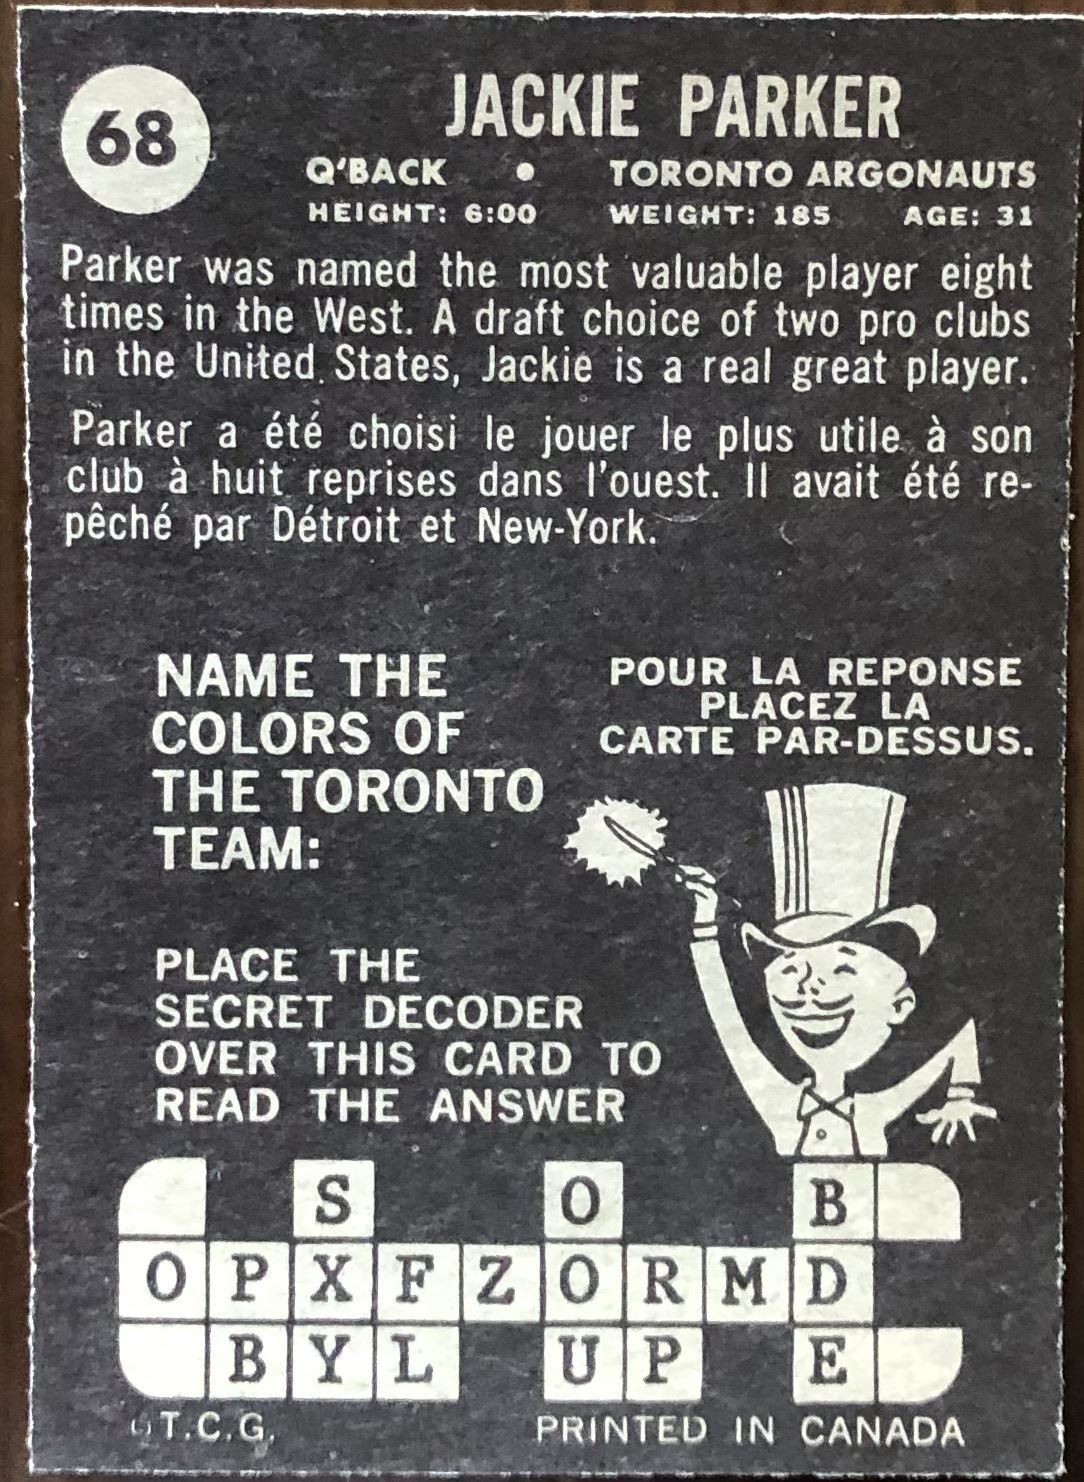 68
JACKIE PARKER
Q'BACK • TORONTO ARGONAUTS
HEIGHT: 6:00 WEIGHT: 185 AGE: 31
Parker was named the most valuable player eight
times in the West. A draft choice of two pro clubs
in the United States, Jackie is a real great player.
Parker a été choisi le jouer le plus utile à son
club à huit reprises dans l'ouest. Il avait été re-
pêché par Détroit et New-York.
NAME THE
COLORS OF
THE TORONTO
TEAM:
POUR LA REPONSE
PLACEZ LA
CARTE PAR-DESSUS.
PLACE THE
SECRET DECODER
OVER THIS CARD TO
READ THE ANSWER
S O B
O P X F Z O R M D
B Y L U P E
T.C.G. PRINTED IN CANADA